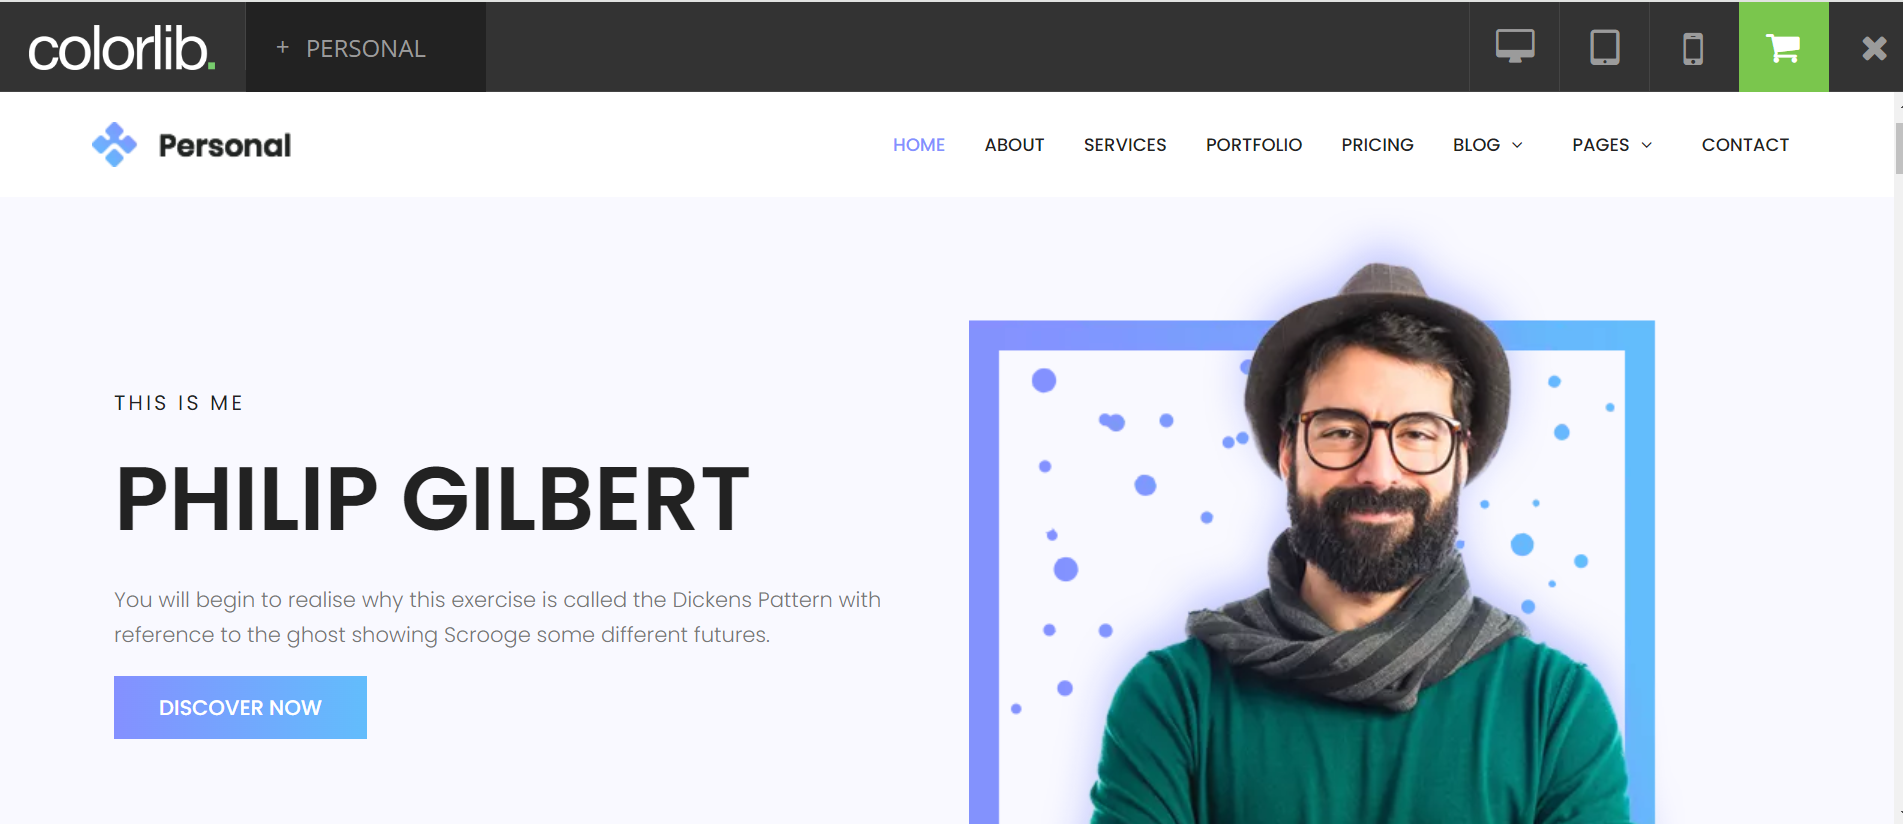 colorlib.
+ PERSONAL
Personal
HOME ABOUT SERVICES PORTFOLIO PRICING BLOG PAGES CONTACT
THIS IS ME
PHILIP GILBERT
You will begin to realise why this exercise is called the Dickens Pattern with
reference to the ghost showing Scrooge some different futures.
DISCOVER NOW